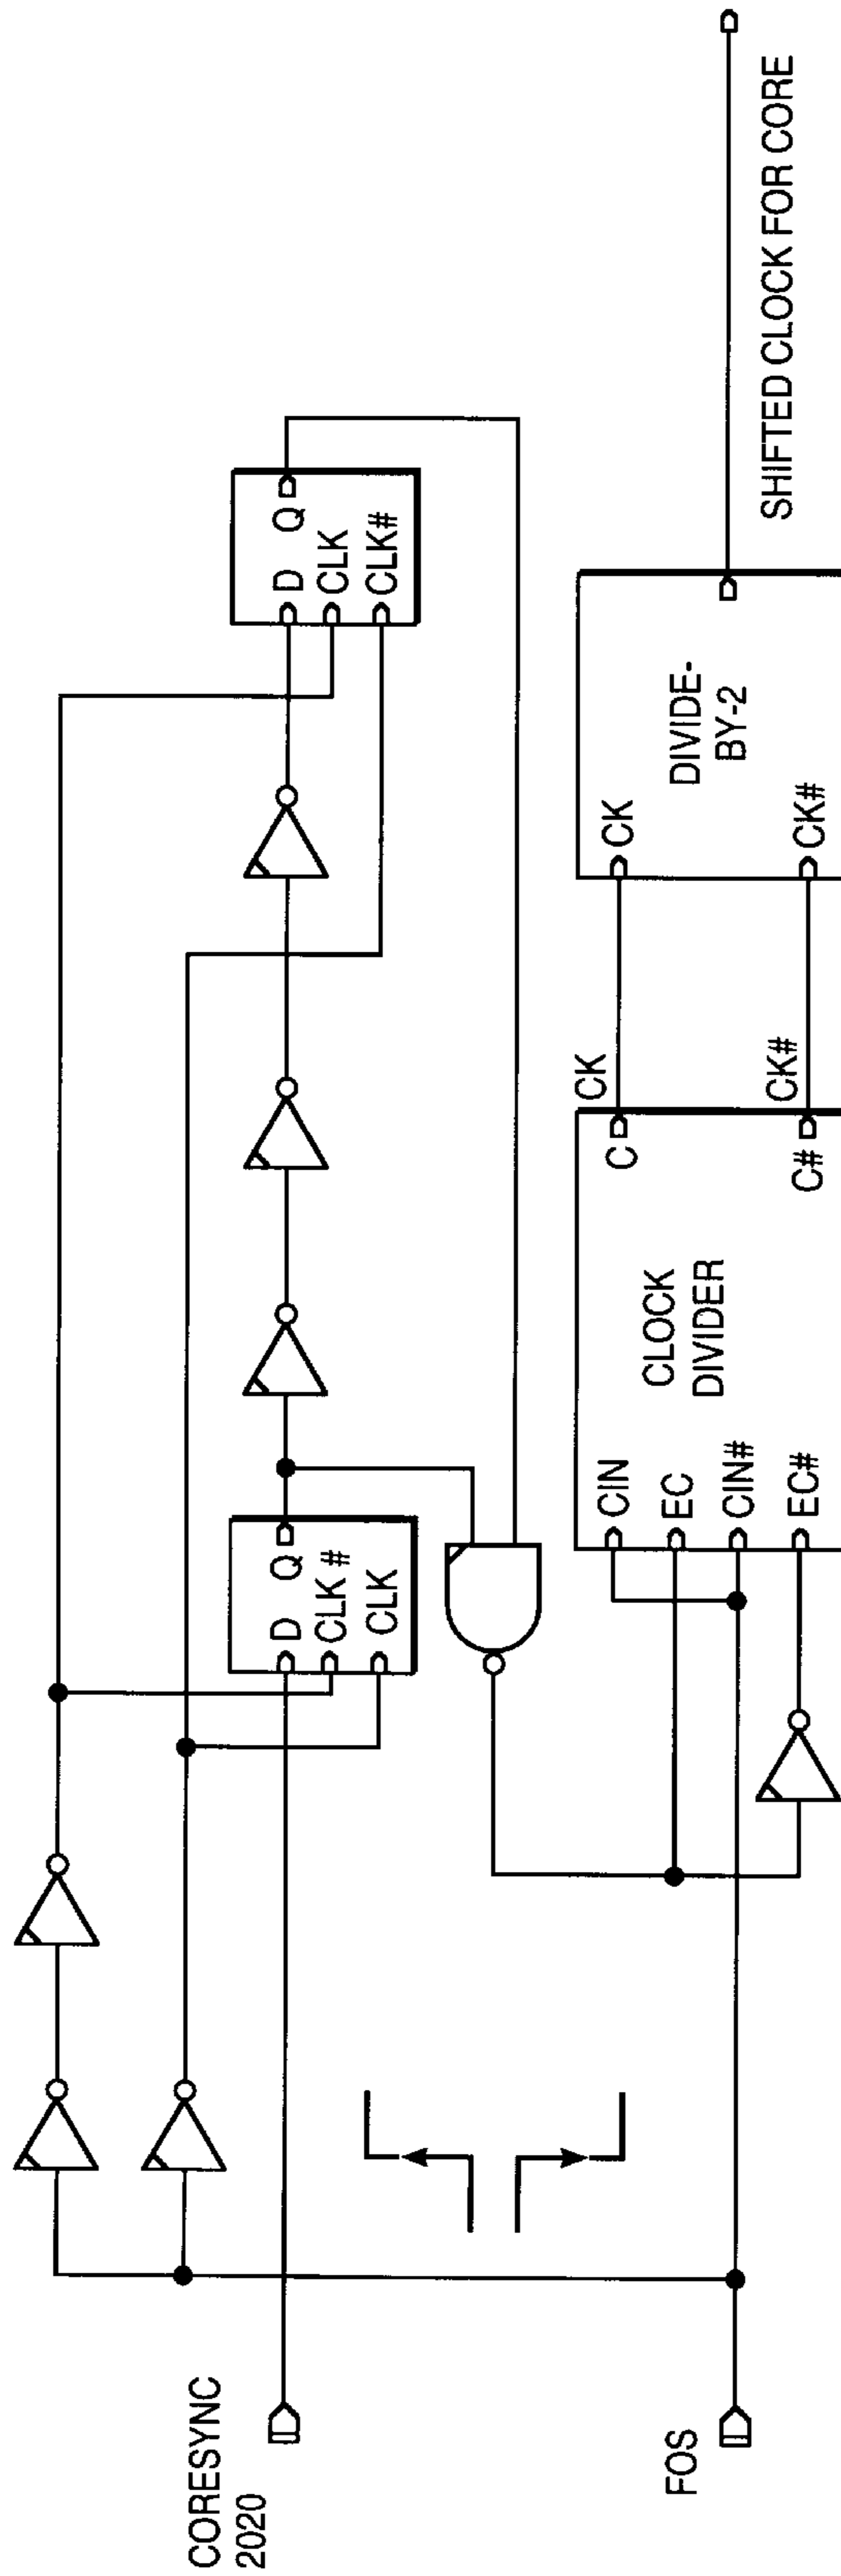 CORESYNC
2020
FOS
D Q
CLK #
CLK
D Q
CLK
CLK#
CIN
EC
CIN#
EC#
CLOCK
DIVIDER
C
C#
CK
CK#
CK
CK#
DIVIDE-
BY-2
SHIFTED CLOCK FOR CORE